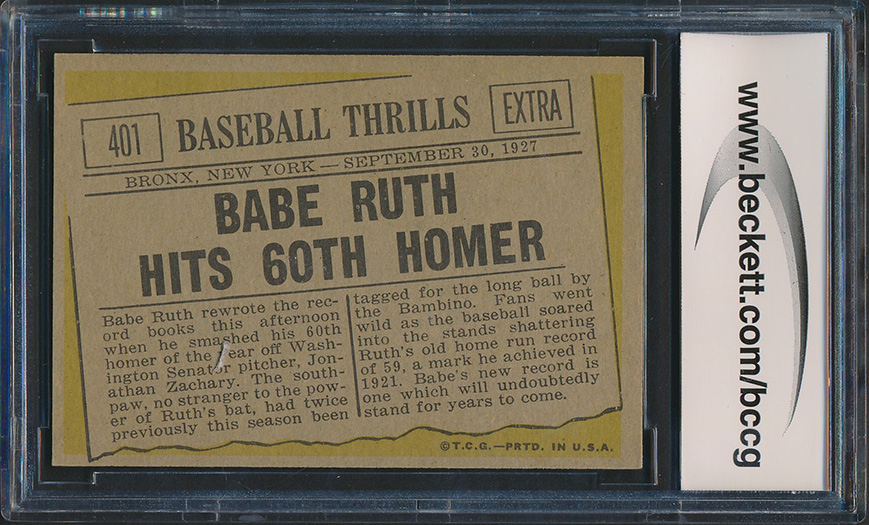 401 BASEBALL THRILLS EXTRA
BRONX, NEW YORK — SEPTEMBER 30, 1927
BABE RUTH
HITS 60TH HOMER
Babe Ruth rewrote the rec-
ord books this afternoon
when he smashed his 60th
homer of the year off Wash-
ington Senator pitcher, Jon-
athan Zachary. The south-
paw, no stranger to the pow-
er of Ruth's bat, had twice
previously this season been
tagged for the long ball by
the Bambino. Fans went
wild as the baseball soared
into the stands shattering
Ruth's old home run record
of 59, a mark he achieved in
1921. Babe's new record is
one which will undoubtedly
stand for years to come.
©T.C.G.—PRTD. IN U.S.A.
www.beckett.com/bccg